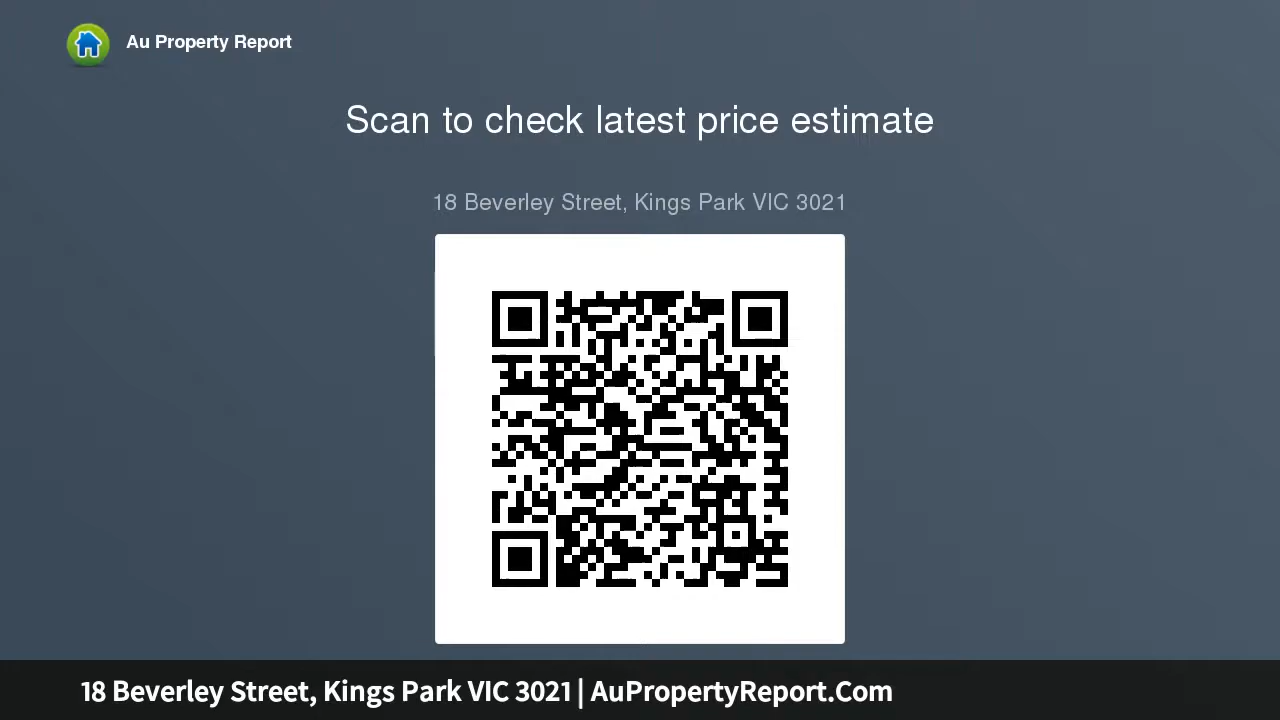 Au Property Report
Scan to check latest price estimate
18 Beverley Street, Kings Park VIC 3021
18 Beverley Street, Kings Park VIC 3021 | AuPropertyReport.Com